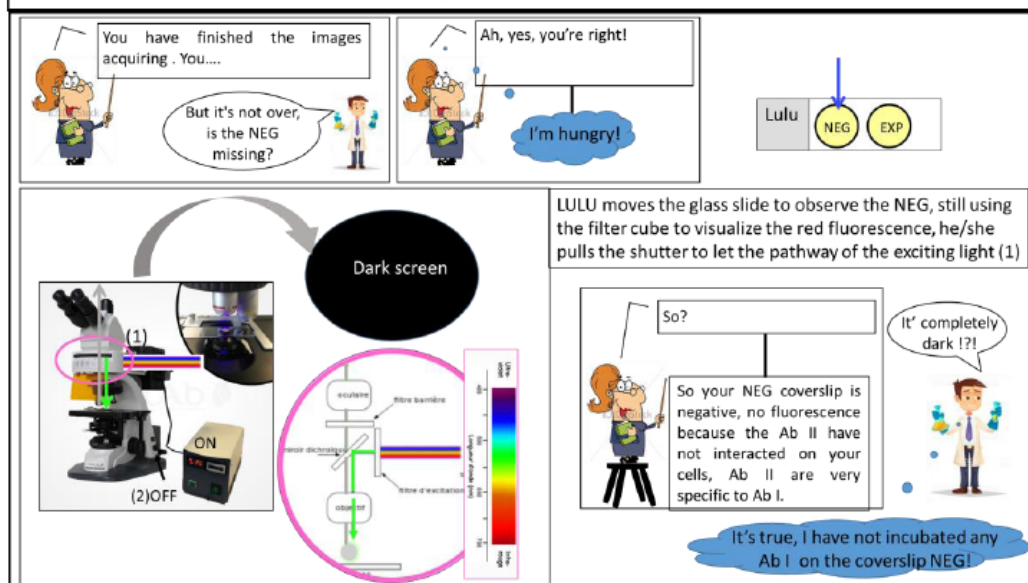 You have finished the images
acquiring . You....
But it's not over,
is the NEG
missing?
Ah, yes, you're right!
I'm hungry!
Lulu
NEG
EXP
LULU moves the glass slide to observe the NEG, still using
the filter cube to visualize the red fluorescence, he/she
pulls the shutter to let the pathway of the exciting light (1)
Dark screen
(1)
ON
(2)OFF
oculaire
filtre barrière
miroir dichroïque
filtre d'excitation
objectif
Longueur d'onde (nm)
So?
It' completely
dark !?!
So your NEG coverslip is
negative, no fluorescence
because the Ab II have
not interacted on your
cells, Ab II are very
specific to Ab I.
It's true, I have not incubated any
Ab I on the coverslip NEG!